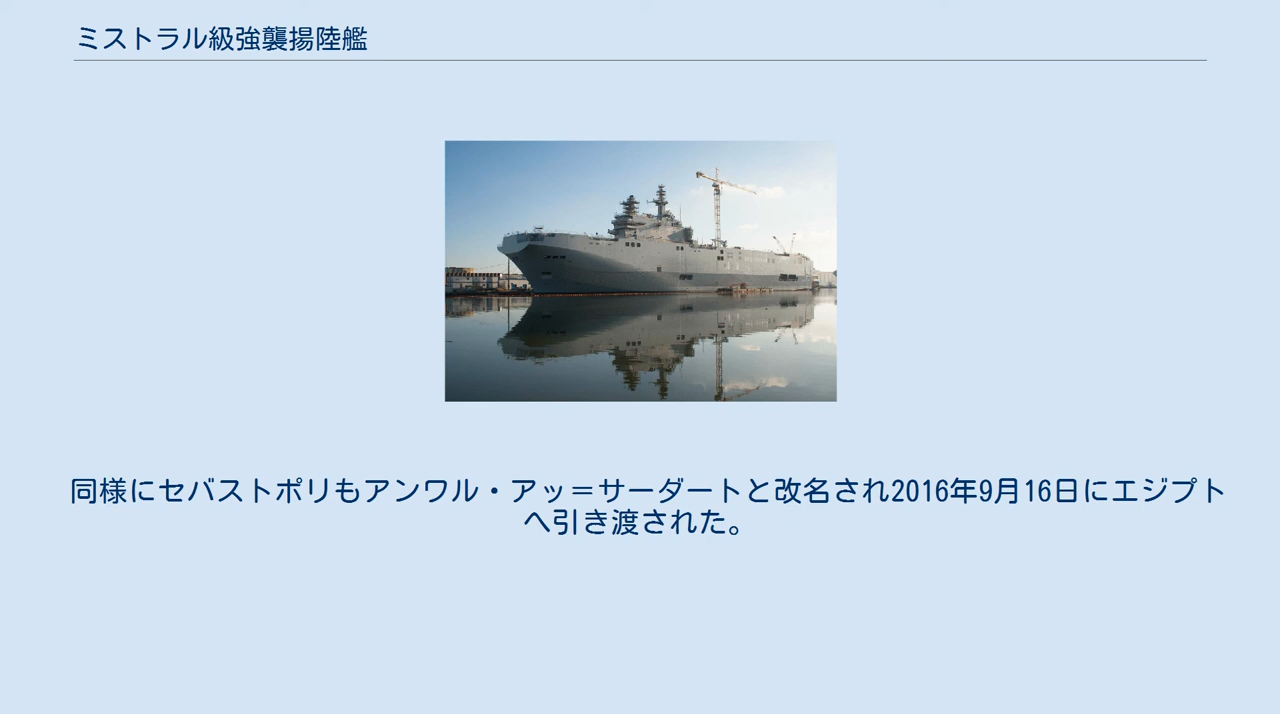 ミストラル級強襲揚陸艦
同様にセバストポリもアンワル・アッ＝サーダートと改名され2016年9月16日にエジプト
へ引き渡された。